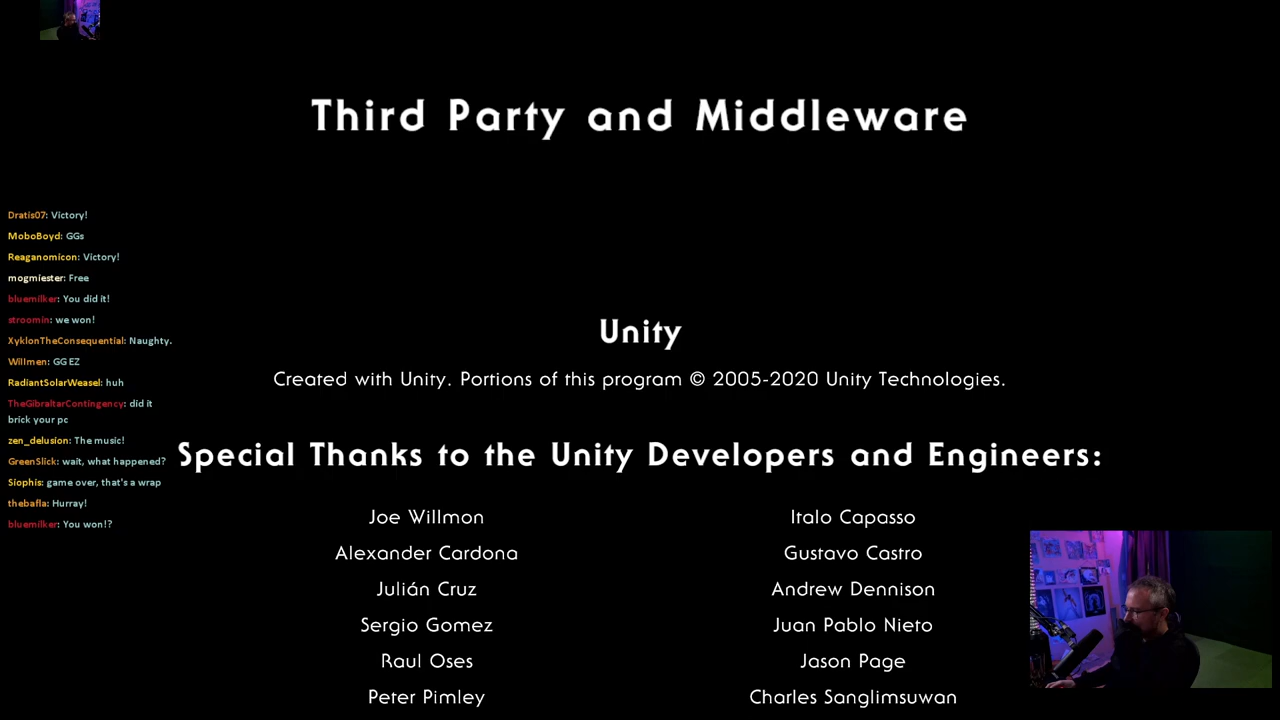 Third Party and Middleware
Dratis07: Victory!
MoboBoyd: GGs
Reaganomicon: Victory!
mogmiester: Free
bluemilker: You did it!
stroomin: we won!
XyklonTheConsequential: Naughty.
Willmen: GG EZ
RadiantSolarWeasel: huh
TheGibraltarContingency: did it
brick your pc
zen_delusion: The music!
GreenSlick: wait, what happened?
Siophis: game over, that's a wrap
thebafla: Hurray!
bluemilker: You won!?
Unity
Created with Unity. Portions of this program © 2005-2020 Unity Technologies.
Special Thanks to the Unity Developers and Engineers:
Joe Willmon
Italo Capasso
Alexander Cardona
Gustavo Castro
Julián Cruz
Andrew Dennison
Sergio Gomez
Juan Pablo Nieto
Raul Oses
Jason Page
Peter Pimley
Charles Sanglimsuwan